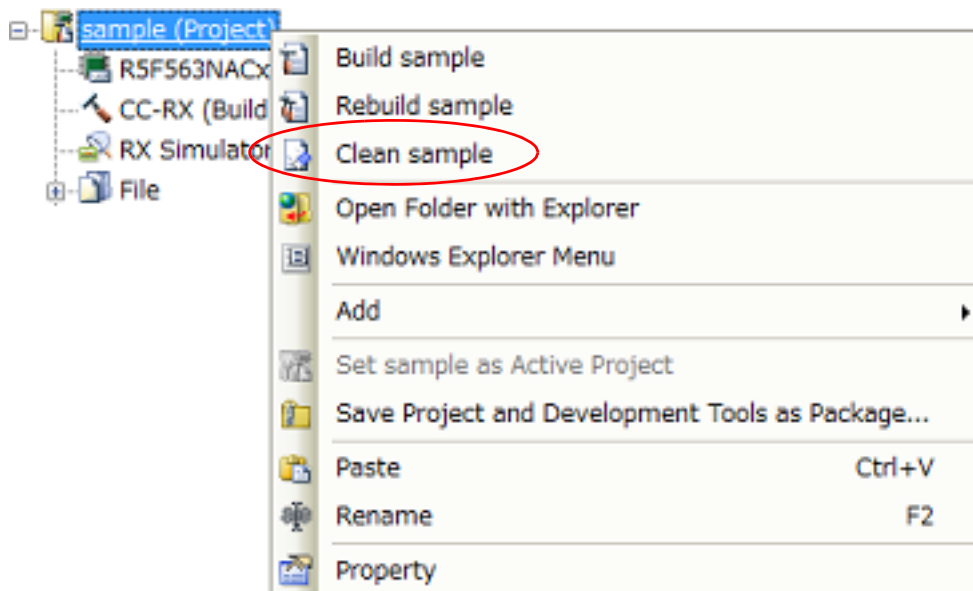 sample (Project)
R5F563NACx
CC-RX (Build
RX Simulator
File
Build sample
Rebuild sample
Clean sample
Open Folder with Explorer
Windows Explorer Menu
Add
Set sample as Active Project
Save Project and Development Tools as Package...
Paste Ctrl+V
Rename F2
Property